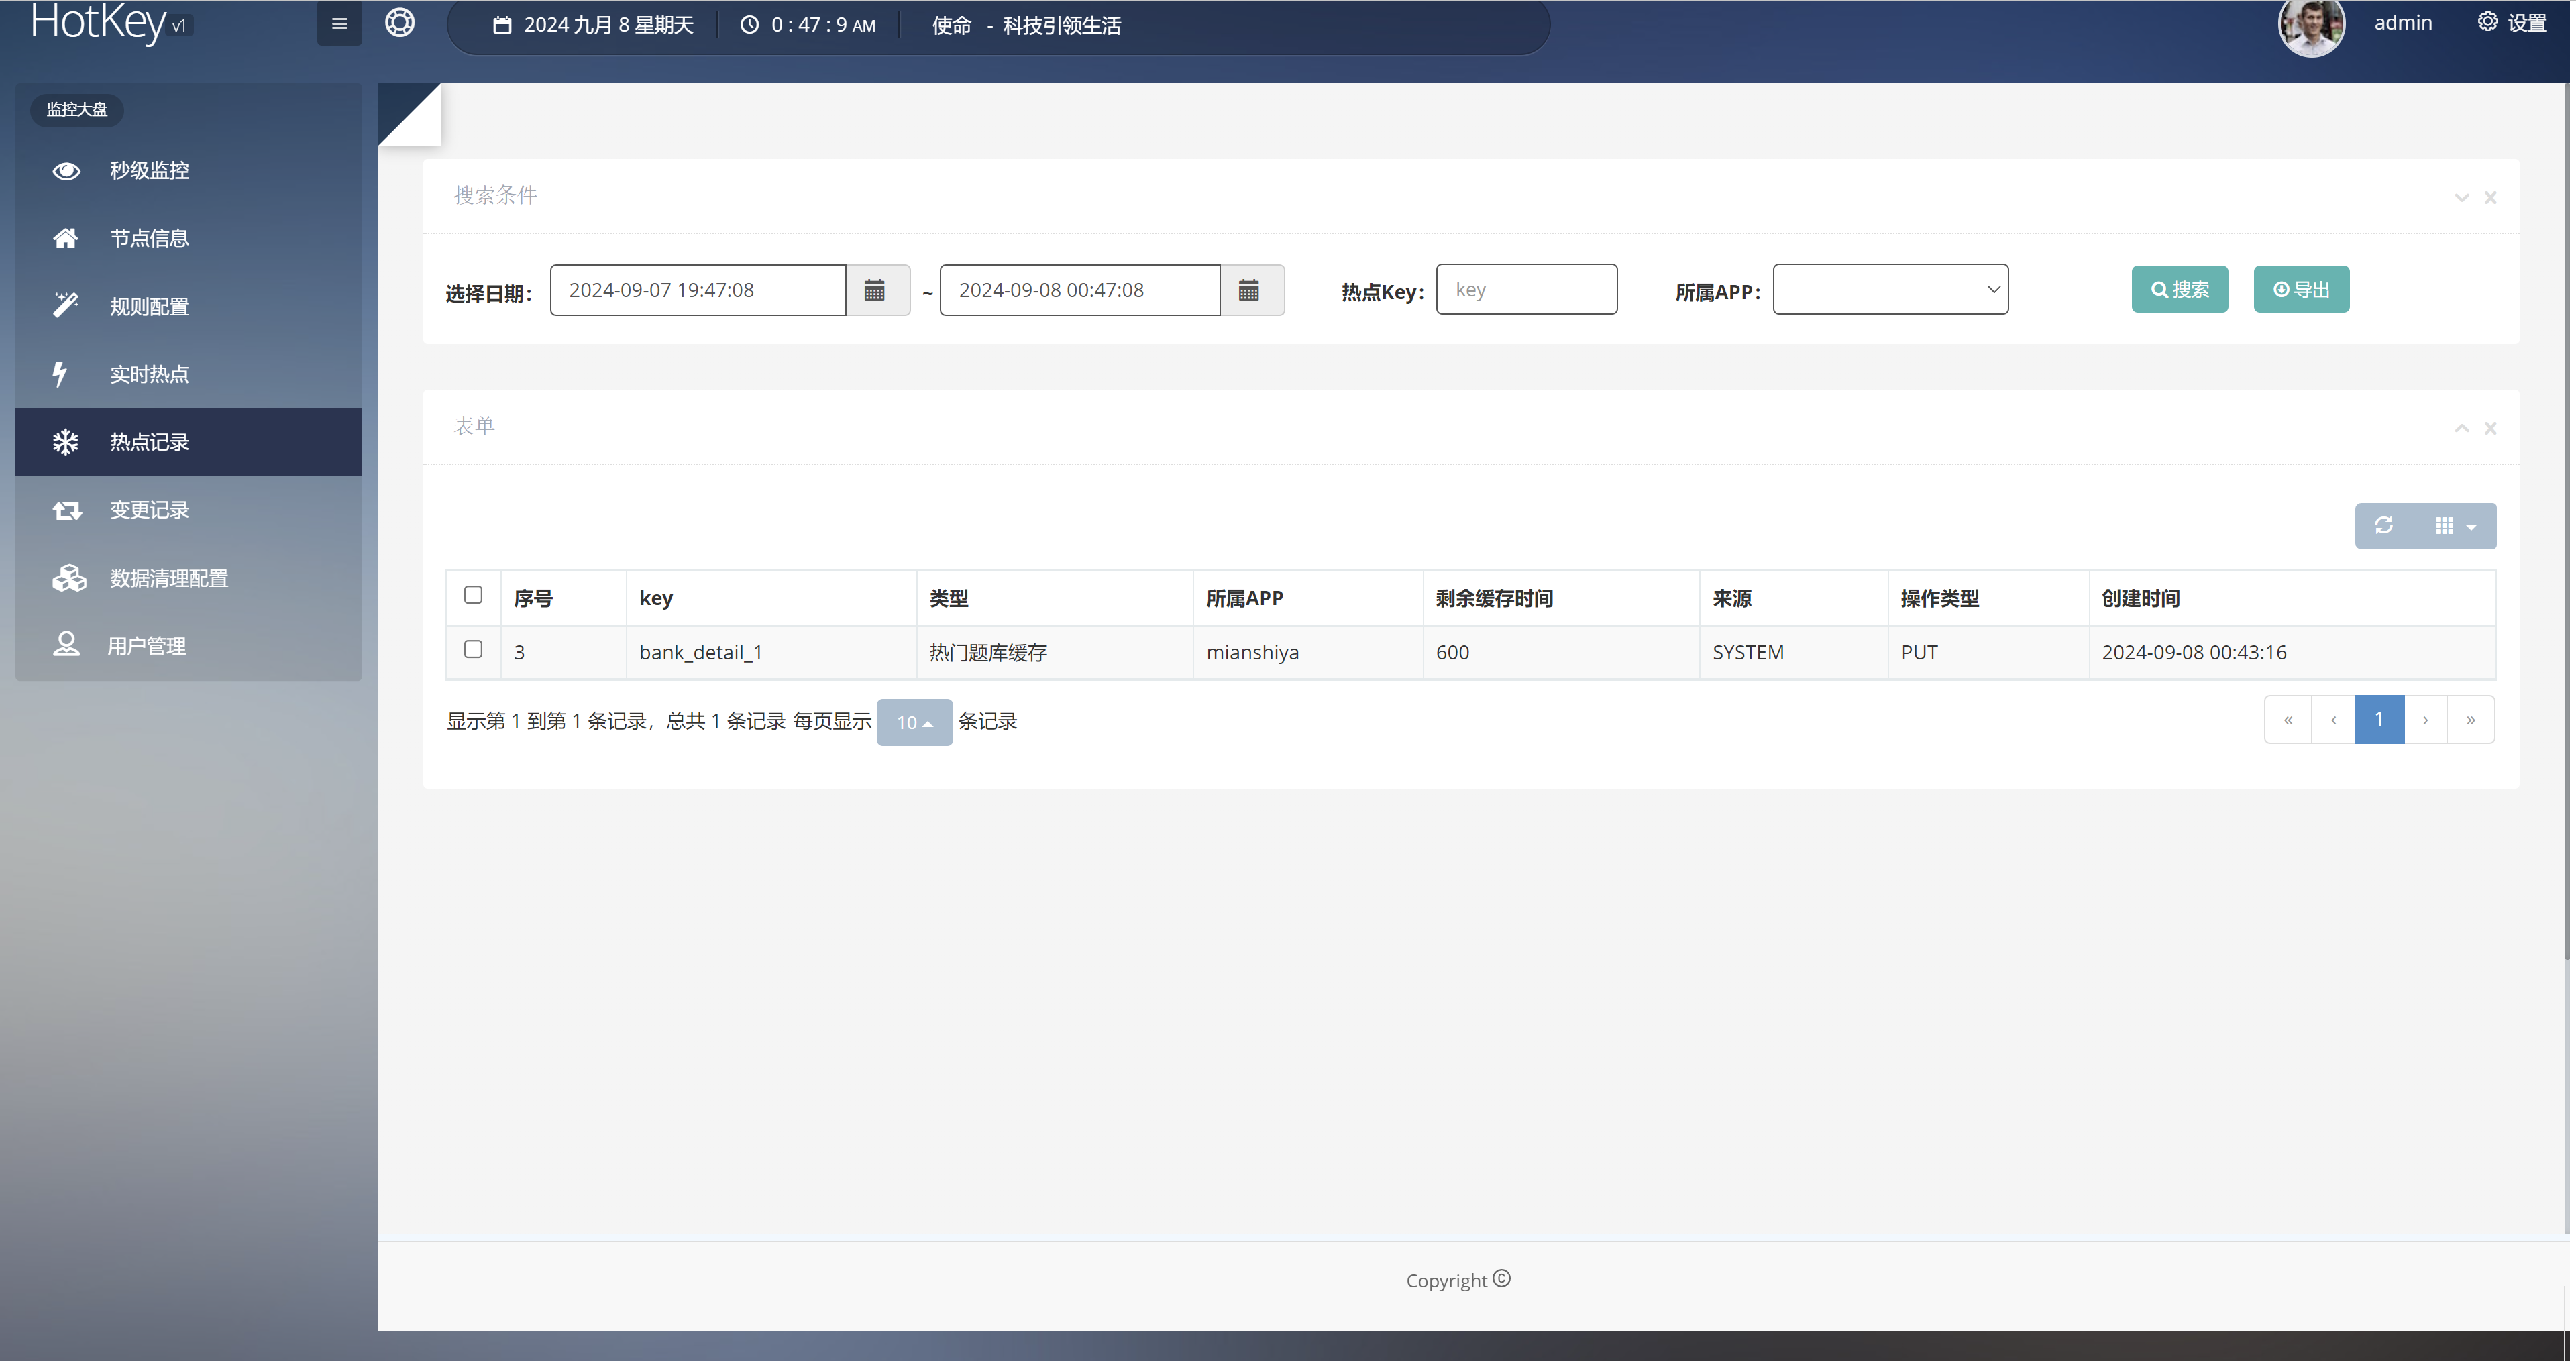 HotKey v1
2024 九月 8 星期天
0 : 47 : 9 AM
使命 - 科技引领生活
admin
设置
监控大盘
秒级监控
节点信息
规则配置
实时热点
热点记录
变更记录
数据清理配置
用户管理
搜索条件
选择日期: 2024-09-07 19:47:08 ~ 2024-09-08 00:47:08 热点Key: key 所属APP: 搜索 导出
表单
序号 key 类型 所属APP 剩余缓存时间 来源 操作类型 创建时间
3 bank_detail_1 热门题库缓存 mianshiya 600 SYSTEM PUT 2024-09-08 00:43:16
显示第 1 到第 1 条记录，总共 1 条记录 每页显示 10 条记录
« ‹ 1 › »
Copyright ©